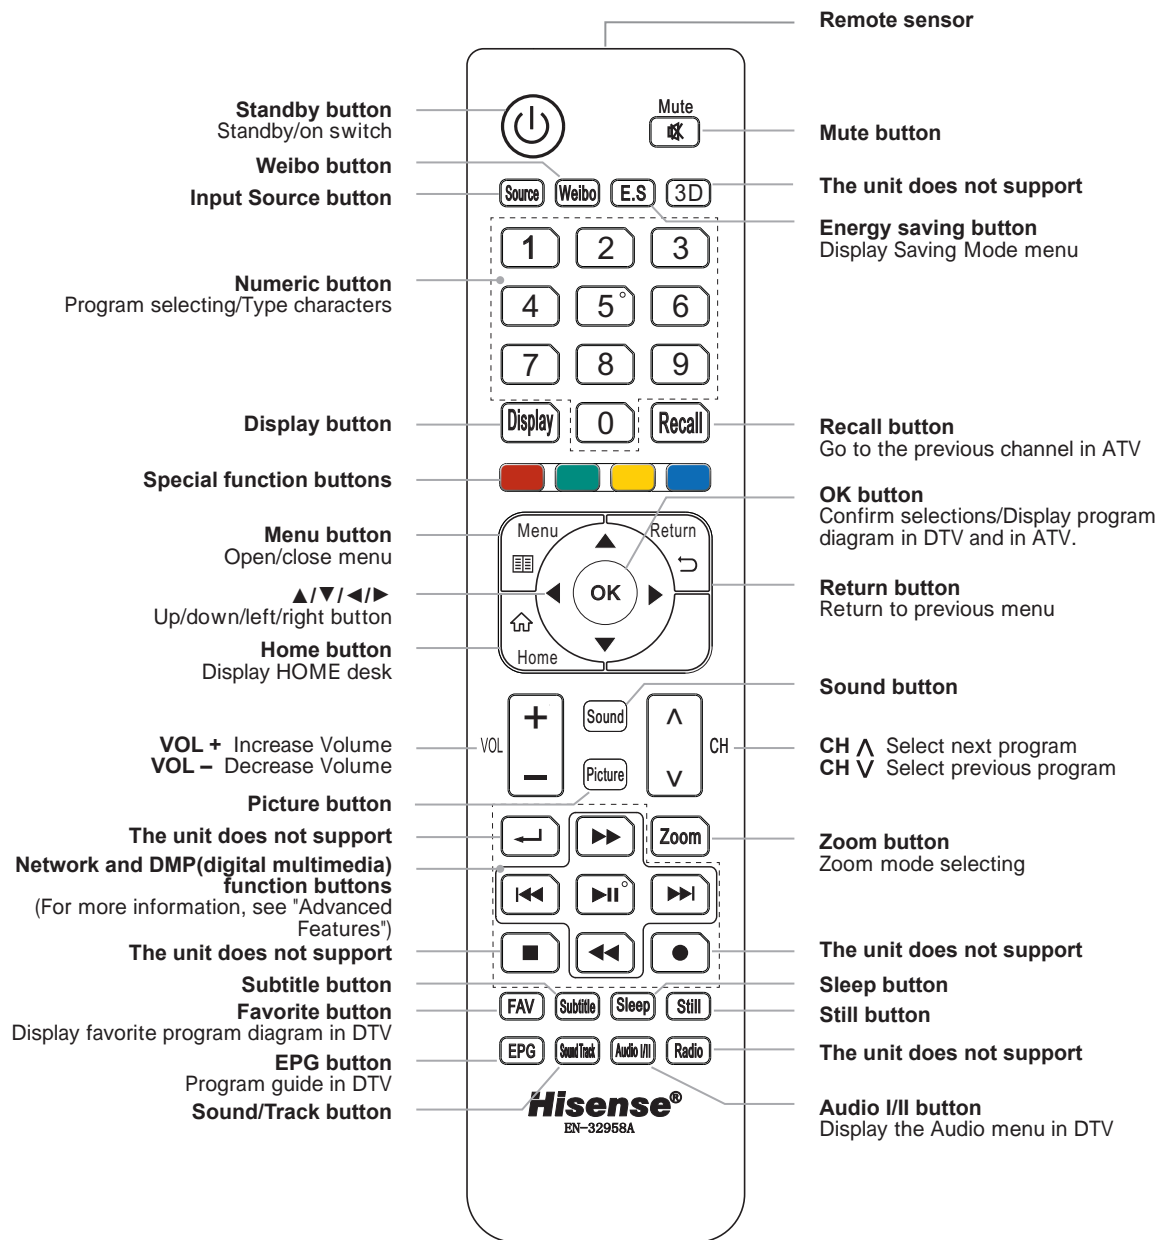 Remote sensor
Standby button
Standby/on switch
Weibo button
Input Source button
Numeric button
Program selecting/Type characters
Display button
Special function buttons
Menu button
Open/close menu
▲/▼/◄/►
Up/down/left/right button
Home button
Display HOME desk
VOL + Increase Volume
VOL – Decrease Volume
Picture button
The unit does not support
Network and DMP(digital multimedia)
function buttons
(For more information, see "Advanced
Features")
The unit does not support
Subtitle button
Favorite button
Display favorite program diagram in DTV
EPG button
Program guide in DTV
Sound/Track button
Mute
Source Weibo E.S 3D
1 2 3
4 5 6
7 8 9
Display 0 Recall
Menu Return
OK
Home
VOL + Sound ∧ CH
– Picture ∨
Zoom
FAV Subtitle Sleep Still
EPG SoundTrack Audio I/II Radio
Hisense®
EN-32958A
Mute button
The unit does not support
Energy saving button
Display Saving Mode menu
Recall button
Go to the previous channel in ATV
OK button
Confirm selections/Display program
diagram in DTV and in ATV.
Return button
Return to previous menu
Sound button
CH ∧ Select next program
CH ∨ Select previous program
Zoom button
Zoom mode selecting
The unit does not support
Sleep button
Still button
The unit does not support
Audio I/II button
Display the Audio menu in DTV